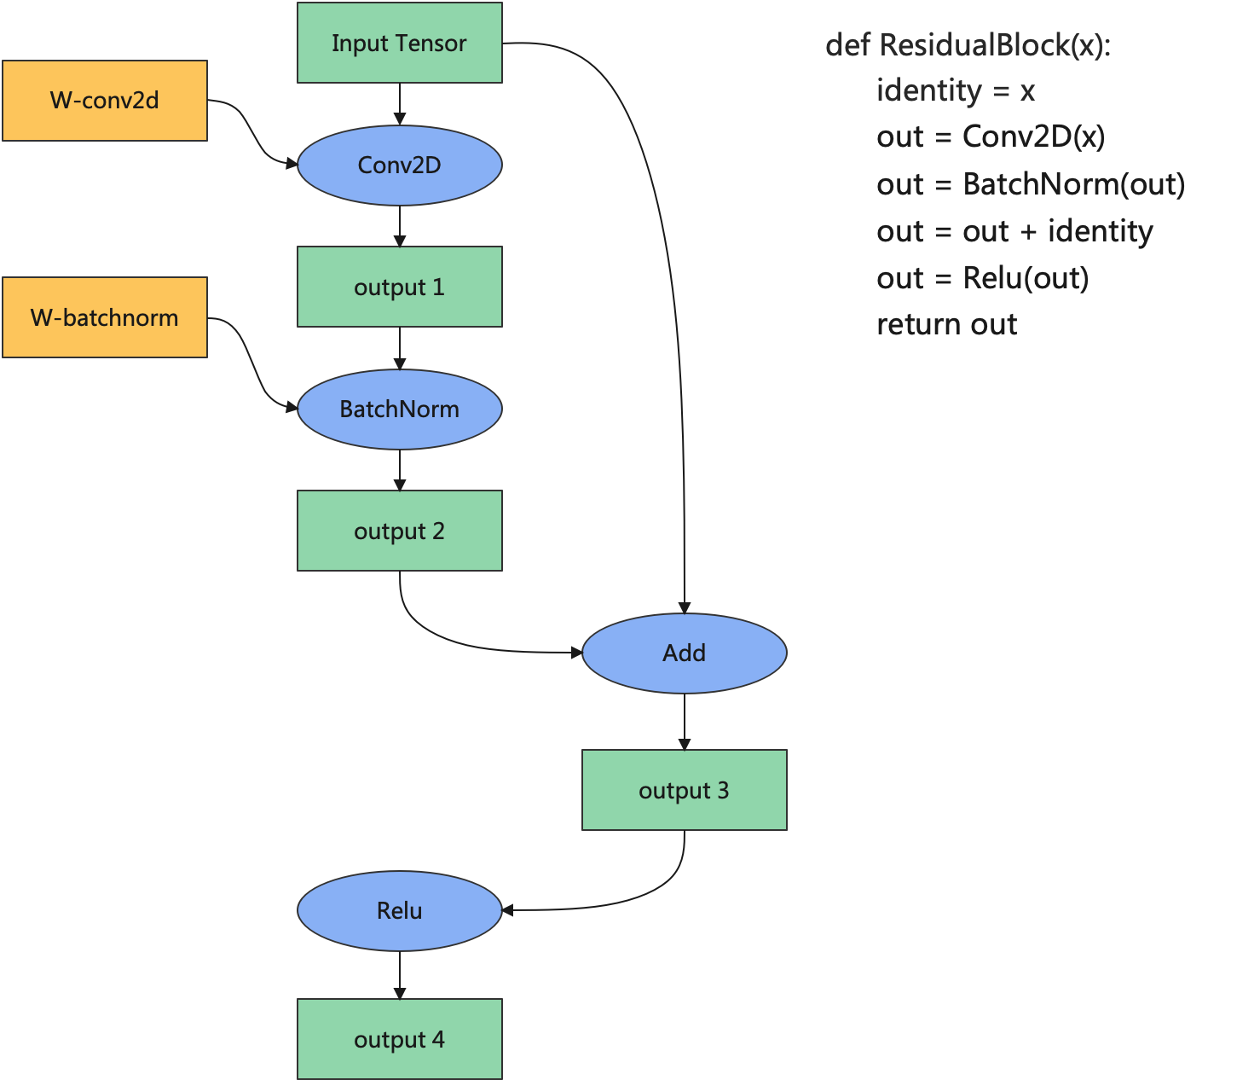 Input Tensor
W-conv2d
Conv2D
output 1
W-batchnorm
BatchNorm
output 2
Add
output 3
Relu
output 4
def ResidualBlock(x):
identity = x
out = Conv2D(x)
out = BatchNorm(out)
out = out + identity
out = Relu(out)
return out